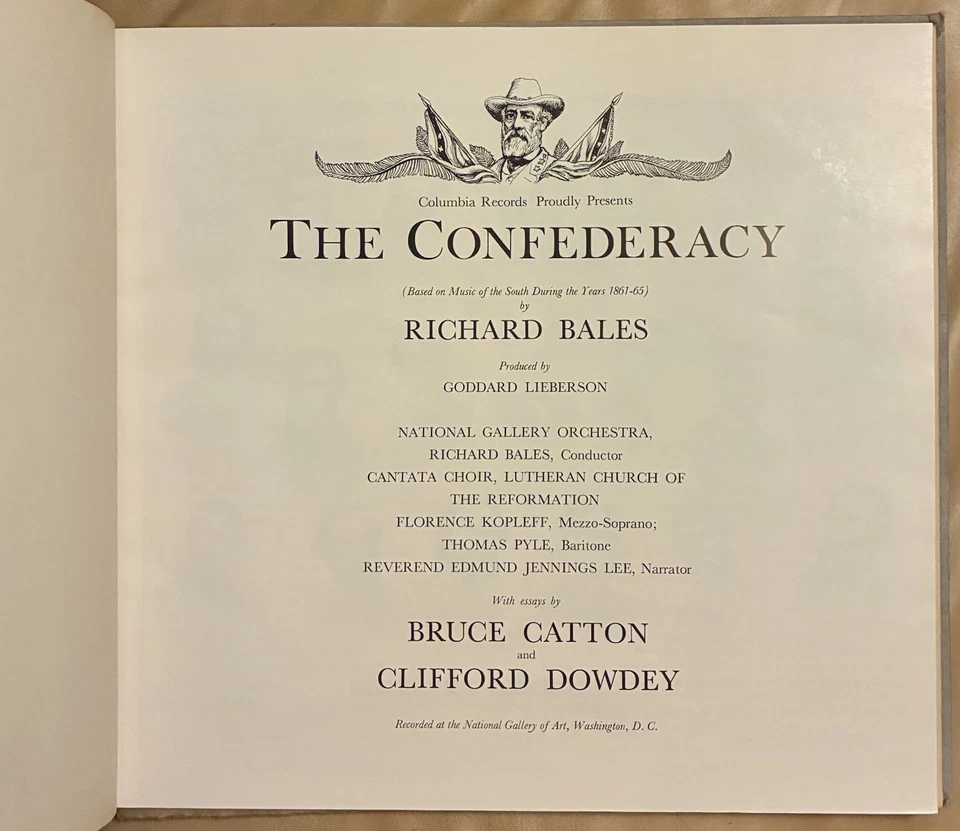 Columbia Records Proudly Presents
THE CONFEDERACY
(Based on Music of the South During the Years 1861-65)
by
RICHARD BALES
Produced by
GODDARD LIEBERSON
NATIONAL GALLERY ORCHESTRA,
RICHARD BALES, Conductor
CANTATA CHOIR, LUTHERAN CHURCH OF
THE REFORMATION
FLORENCE KOPLEFF, Mezzo-Soprano;
THOMAS PYLE, Baritone
REVEREND EDMUND JENNINGS LEE, Narrator
With essays by
BRUCE CATTON
and
CLIFFORD DOWDEY
Recorded at the National Gallery of Art, Washington, D. C.